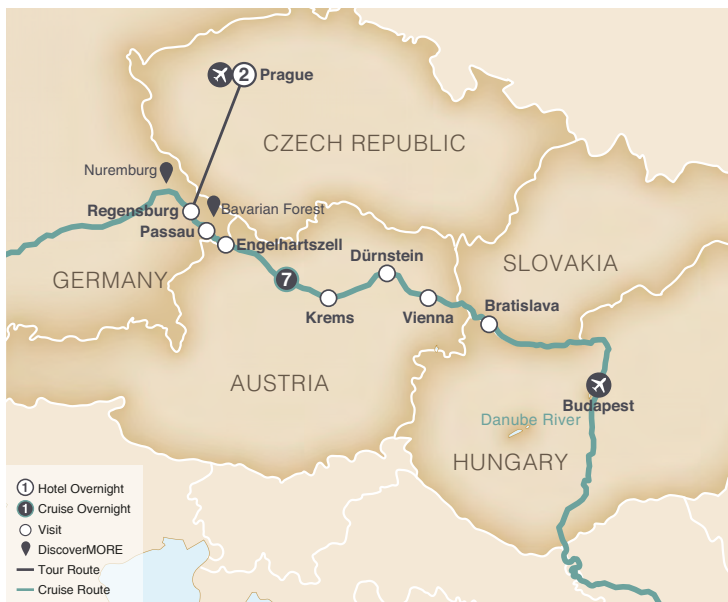 2 Prague
CZECH REPUBLIC
Nuremburg
Regensburg
Bavarian Forest
Passau
Engelhartszell
Dürnstein
SLOVAKIA
GERMANY
7
Krems
Vienna
Bratislava
AUSTRIA
Budapest
Danube River
HUNGARY
1 Hotel Overnight
1 Cruise Overnight
Visit
DiscoverMORE
Tour Route
Cruise Route